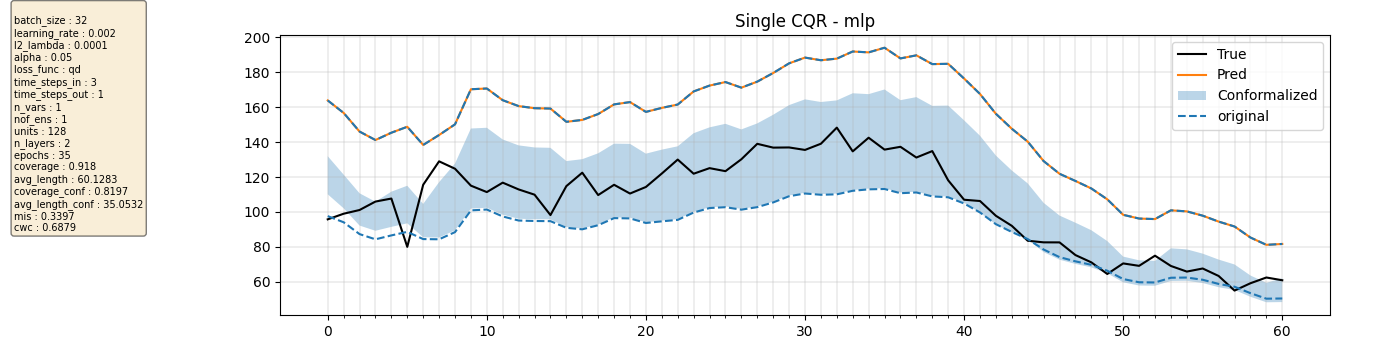 batch_size : 32
learning_rate : 0.002
l2_lambda : 0.0001
alpha : 0.05
loss_func : qd
time_steps_in : 3
time_steps_out : 1
n_vars : 1
nof_ens : 1
units : 128
n_layers : 2
epochs : 35
coverage : 0.918
avg_length : 60.1283
coverage_conf : 0.8197
avg_length_conf : 35.0532
mis : 0.3397
cwc : 0.6879
Single CQR - mlp
200
180
160
140
120
100
80
60
True
Pred
Conformalized
original
0 10 20 30 40 50 60